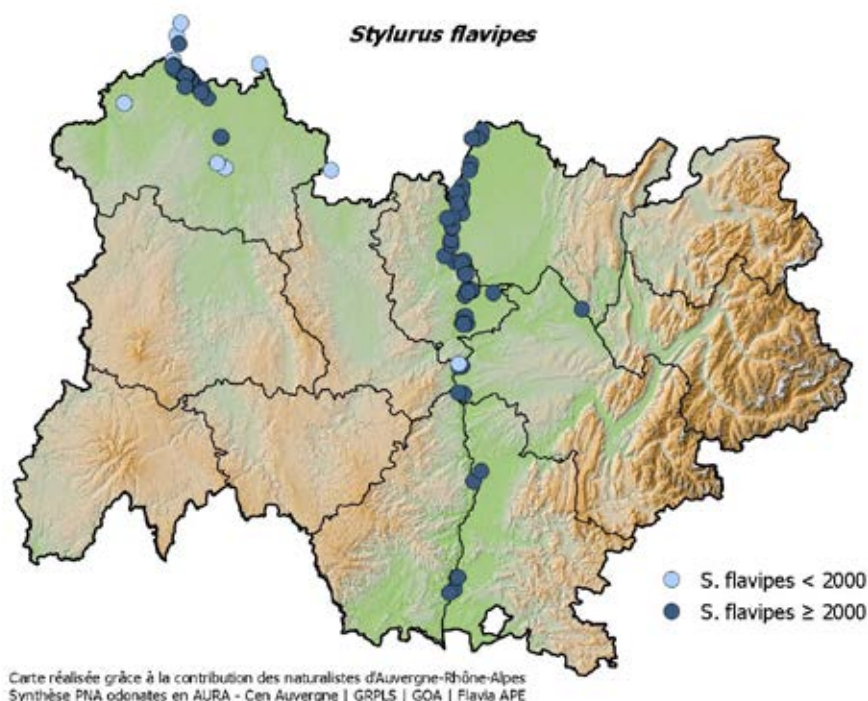 Stylurus flavipes
S. flavipes < 2000
S. flavipes ≥ 2000
Carte réalisée grâce à la contribution des naturalistes d'Auvergne-Rhône-Alpes
Synthèse PNA odonates en AURA - Cen Auvergne | GRPLS | GOA | Flavia APE